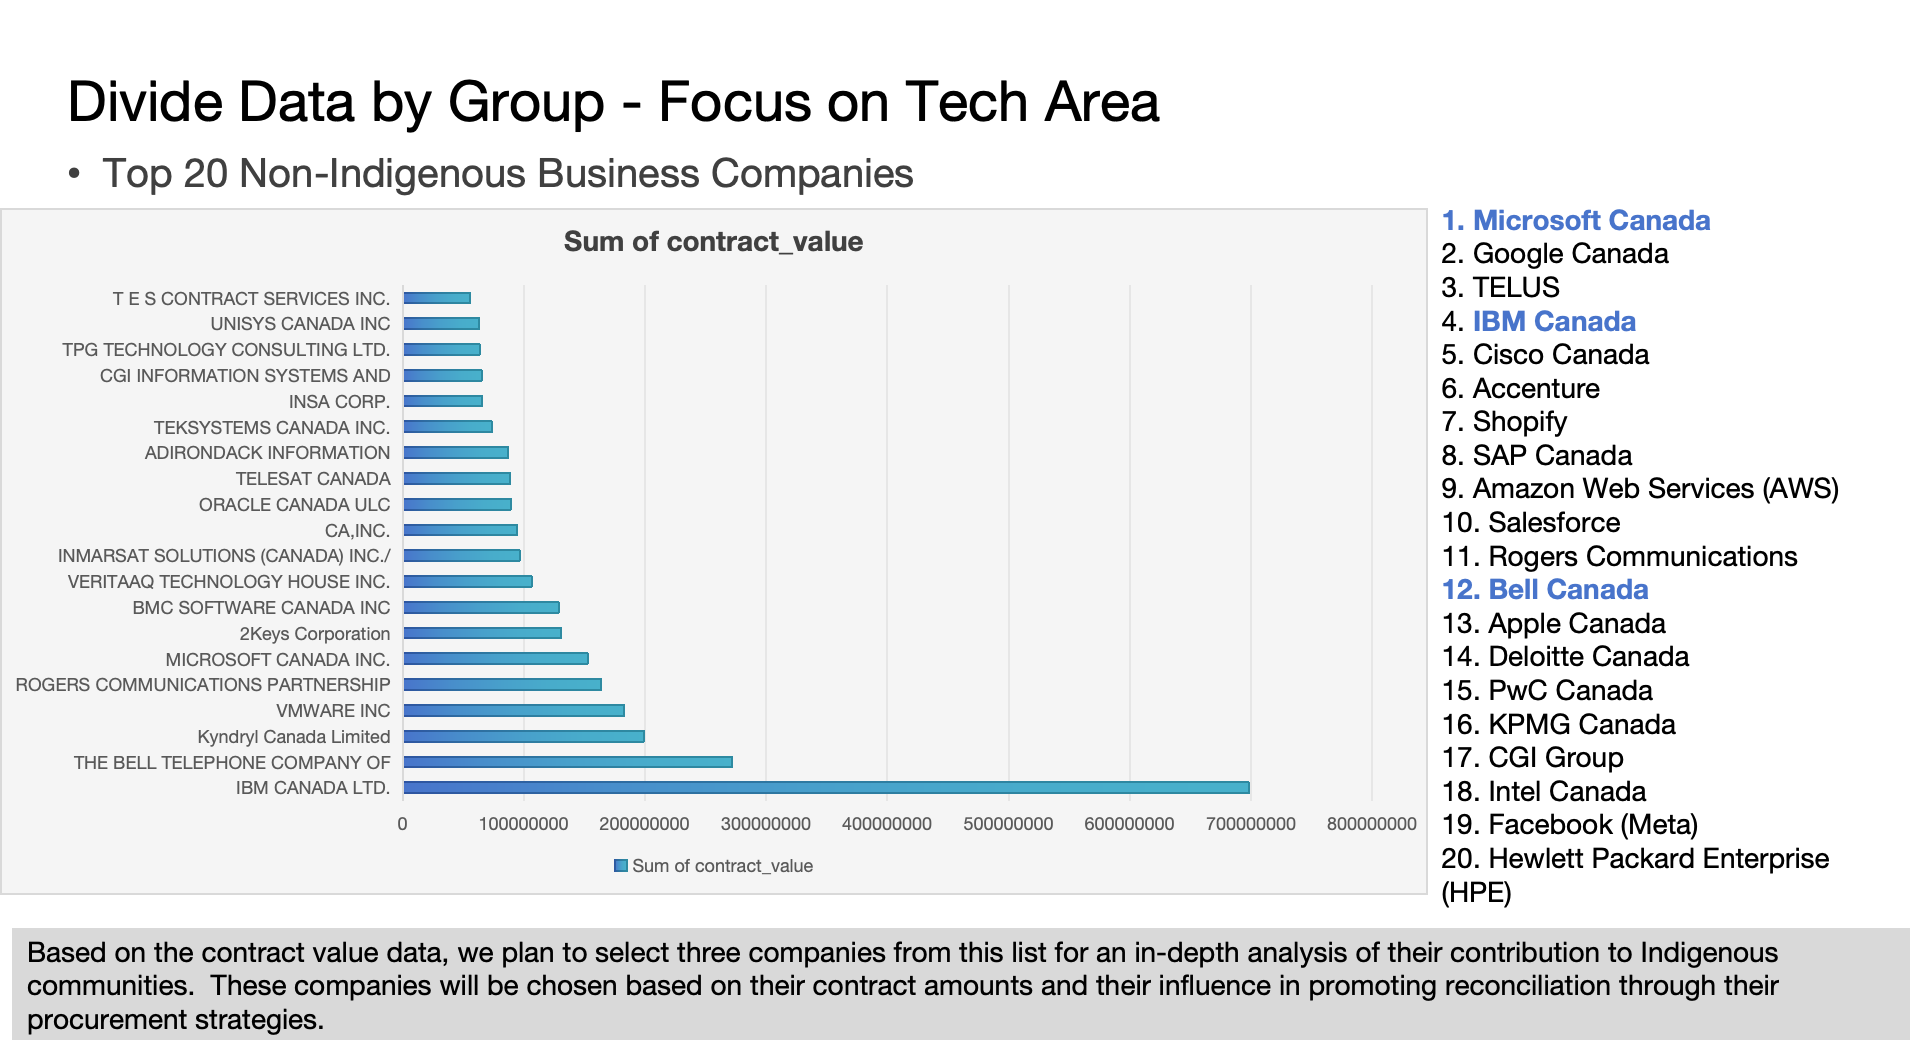 Divide Data by Group - Focus on Tech Area
• Top 20 Non-Indigenous Business Companies
Sum of contract_value
T E S CONTRACT SERVICES INC.
UNISYS CANADA INC
TPG TECHNOLOGY CONSULTING LTD.
CGI INFORMATION SYSTEMS AND
INSA CORP.
TEKSYSTEMS CANADA INC.
ADIRONDACK INFORMATION
TELESAT CANADA
ORACLE CANADA ULC
CA,INC.
INMARSAT SOLUTIONS (CANADA) INC./
VERITAAQ TECHNOLOGY HOUSE INC.
BMC SOFTWARE CANADA INC
2Keys Corporation
MICROSOFT CANADA INC.
ROGERS COMMUNICATIONS PARTNERSHIP
VMWARE INC
Kyndryl Canada Limited
THE BELL TELEPHONE COMPANY OF
IBM CANADA LTD.
0 100000000 200000000 300000000 400000000 500000000 600000000 700000000 800000000
Sum of contract_value
1. Microsoft Canada
2. Google Canada
3. TELUS
4. IBM Canada
5. Cisco Canada
6. Accenture
7. Shopify
8. SAP Canada
9. Amazon Web Services (AWS)
10. Salesforce
11. Rogers Communications
12. Bell Canada
13. Apple Canada
14. Deloitte Canada
15. PwC Canada
16. KPMG Canada
17. CGI Group
18. Intel Canada
19. Facebook (Meta)
20. Hewlett Packard Enterprise
(HPE)
Based on the contract value data, we plan to select three companies from this list for an in-depth analysis of their contribution to Indigenous
communities.  These companies will be chosen based on their contract amounts and their influence in promoting reconciliation through their
procurement strategies.